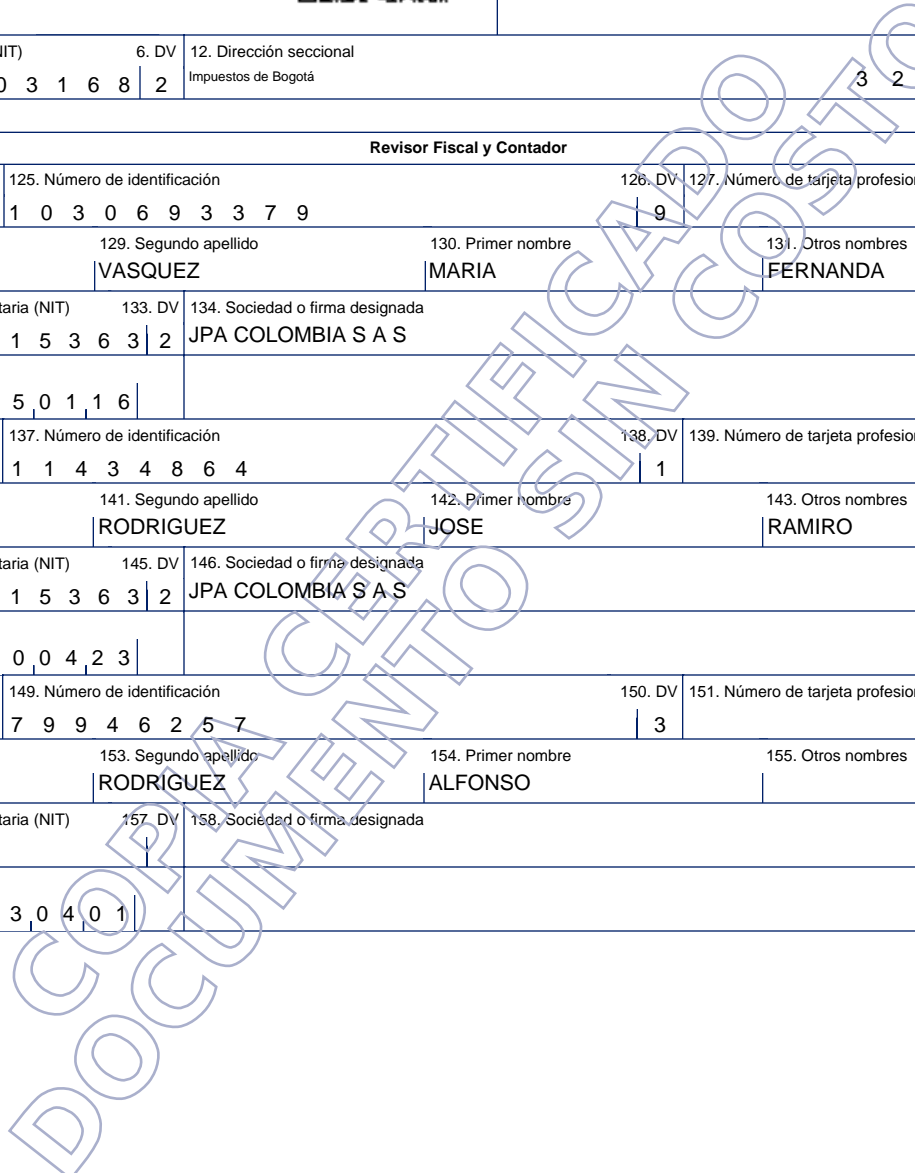 IIT) 6. DV 12. Dirección seccional
0 3 1 6 8 2 Impuestos de Bogotá 3 2
Revisor Fiscal y Contador
125. Número de identificación 126. DV 127. Número de tarjeta profesion
1 0 3 0 6 9 3 3 7 9 9
129. Segundo apellido 130. Primer nombre 131. Otros nombres
VASQUEZ MARIA FERNANDA
taria (NIT) 133. DV 134. Sociedad o firma designada
1 5 3 6 3 2 JPA COLOMBIA S A S
5 0 1 1 6
137. Número de identificación 138. DV 139. Número de tarjeta profesion
1 1 4 3 4 8 6 4 1
141. Segundo apellido 142. Primer nombre 143. Otros nombres
RODRIGUEZ JOSE RAMIRO
taria (NIT) 145. DV 146. Sociedad o firma designada
1 5 3 6 3 2 JPA COLOMBIA S A S
0 0 4 2 3
149. Número de identificación 150. DV 151. Número de tarjeta profesion
7 9 9 4 6 2 5 7 3
153. Segundo apellido 154. Primer nombre 155. Otros nombres
RODRIGUEZ ALFONSO
taria (NIT) 157. DV 158. Sociedad o firma designada
3 0 4 0 1
COPIA CERTIFICADO
DOCUMENTO SIN COSTO